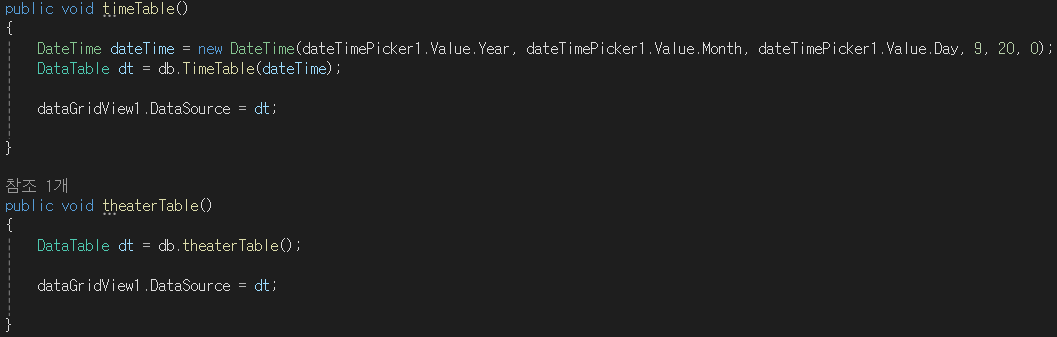 public void timeTable()
{
DateTime dateTime = new DateTime(dateTimePicker1.Value.Year, dateTimePicker1.Value.Month, dateTimePicker1.Value.Day, 9, 20, 0);
DataTable dt = db.TimeTable(dateTime);
dataGridView1.DataSource = dt;
}
참조 1개
public void theaterTable()
{
DataTable dt = db.theaterTable();
dataGridView1.DataSource = dt;
}